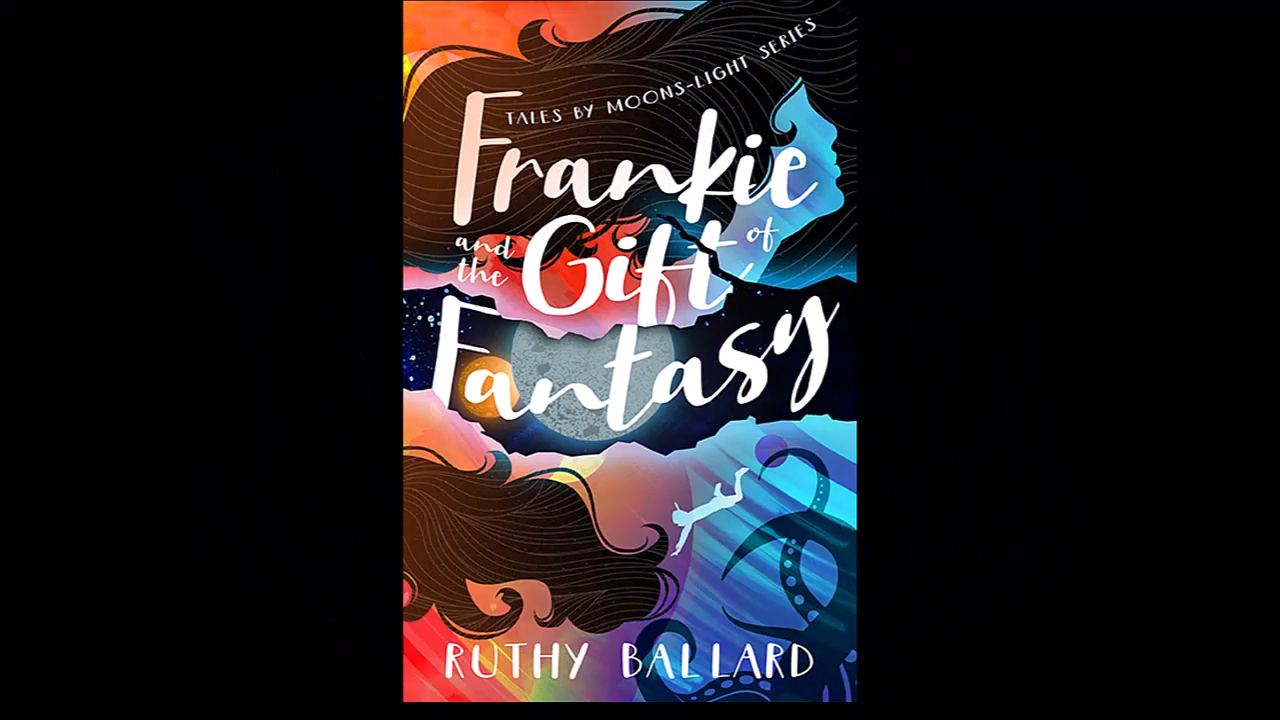 TALES BY MOONS-LIGHT SERIES
Frankie
and the Gift of
Fantasy
RUTHY BALLARD